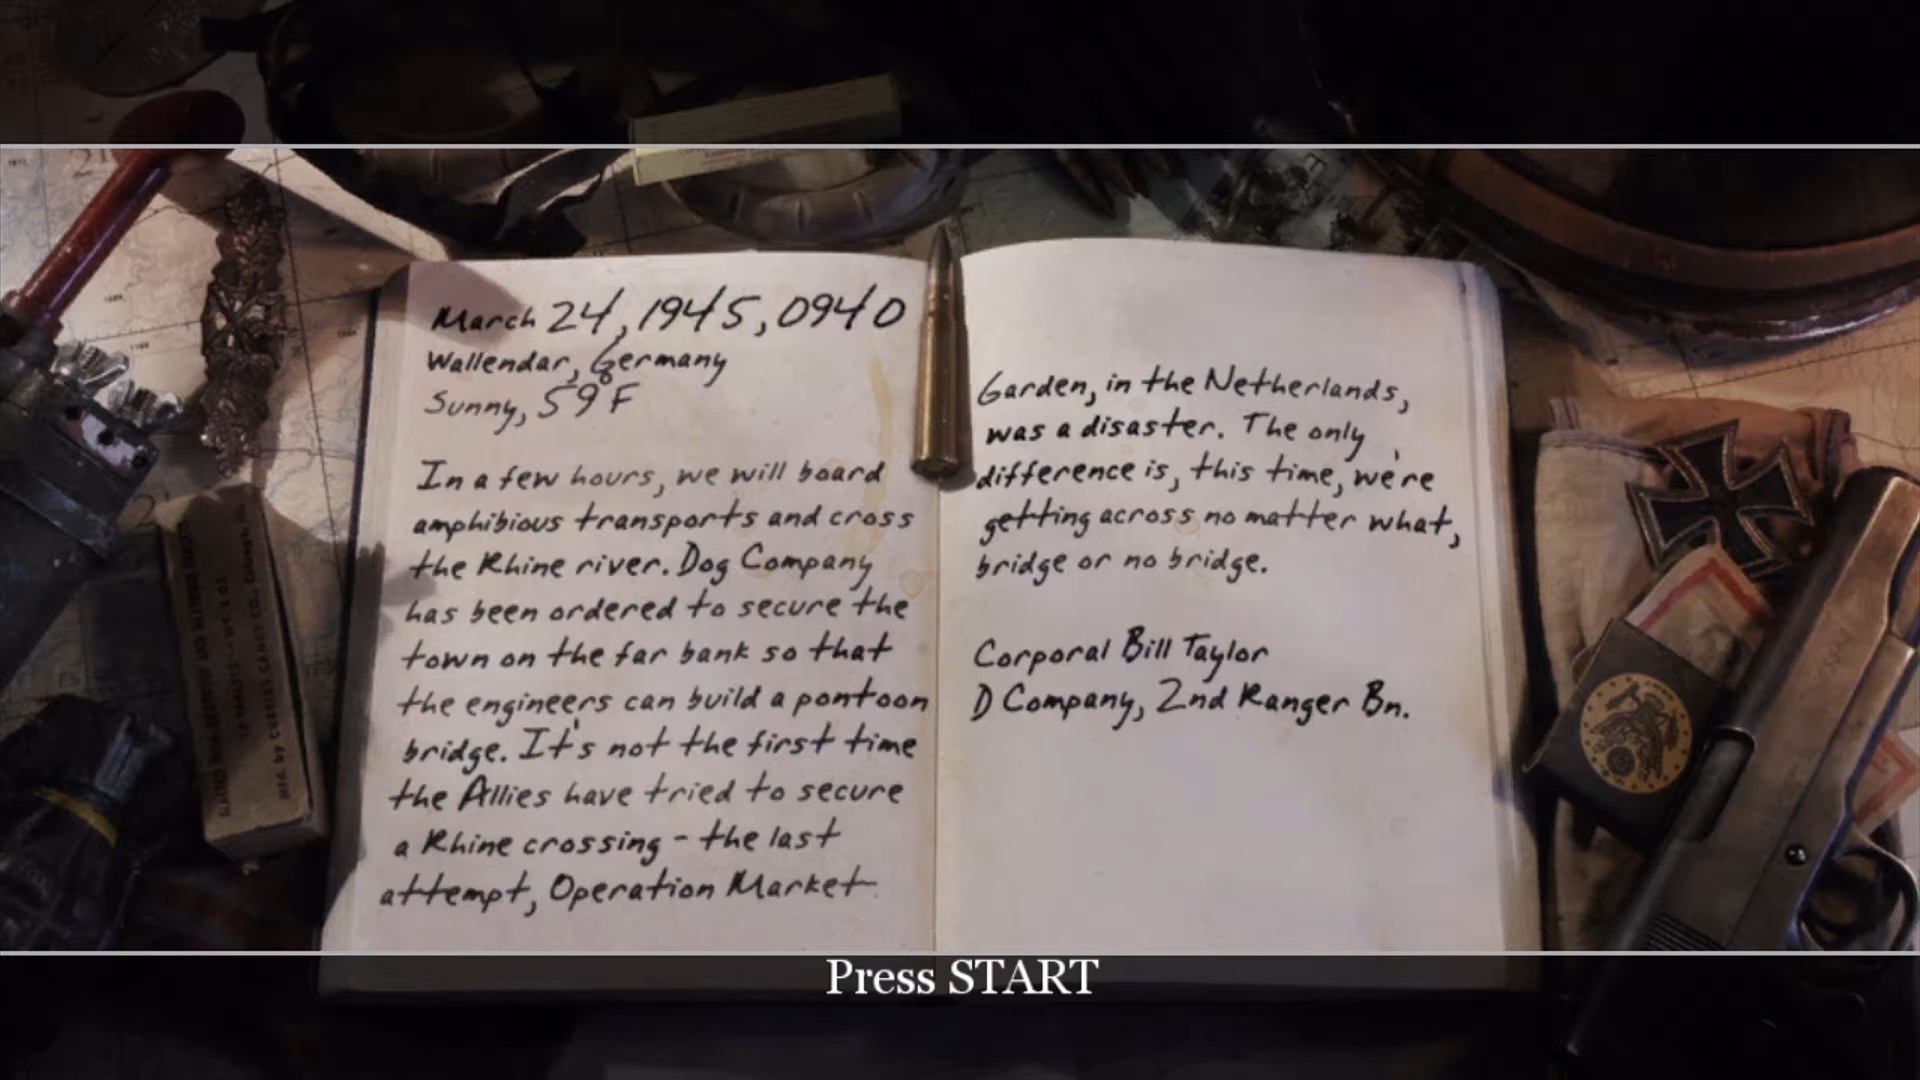 March 24, 1945, 0940
Wallendar, Germany
Sunny, 59 F
In a few hours, we will board
amphibious transports and cross
the Rhine river. Dog Company
has been ordered to secure the
town on the far bank so that
the engineers can build a pontoon
bridge. It's not the first time
the Allies have tried to secure
a Rhine crossing - the last
attempt, Operation Market
Garden, in the Netherlands,
was a disaster. The only
difference is, this time, we're
getting across no matter what,
bridge or no bridge.
Corporal Bill Taylor
D Company, 2nd Ranger Bn.
Press START